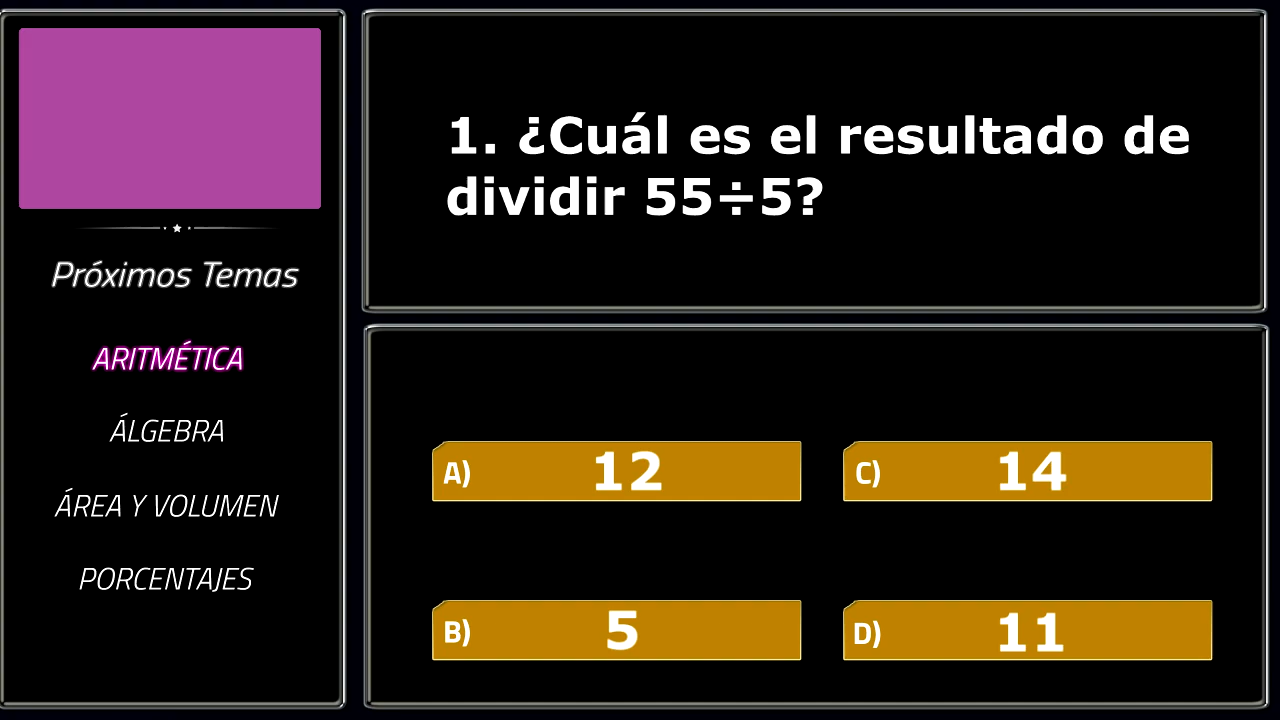 Próximos Temas
ARITMÉTICA
ÁLGEBRA
ÁREA Y VOLUMEN
PORCENTAJES
1. ¿Cuál es el resultado de
dividir 55÷5?
A) 12
C) 14
B) 5
D) 11